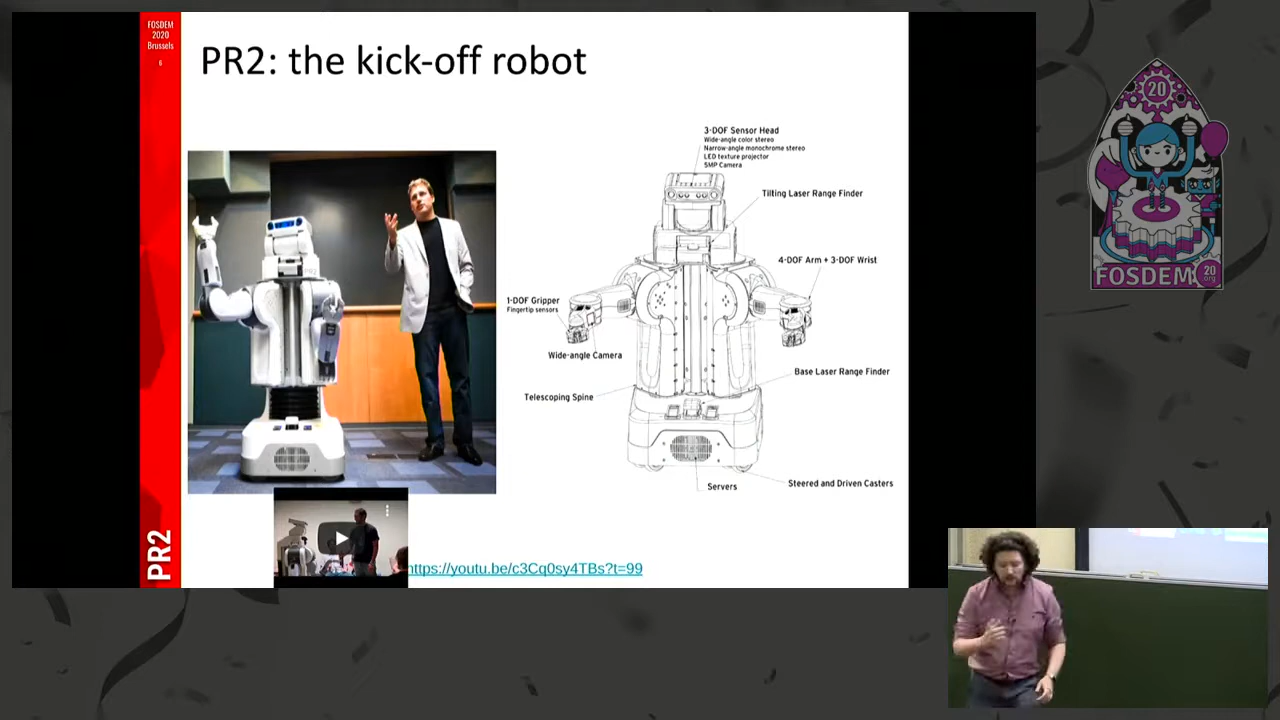 FOSDEM
2020
Brussels
6
PR2: the kick-off robot
3-DOF Sensor Head
Wide-angle color stereo
Narrow-angle monochrome stereo
LED texture projector
5MP Camera
Tilting Laser Range Finder
4-DOF Arm + 3-DOF Wrist
1-DOF Gripper
Fingertip sensors
Wide-angle Camera
Base Laser Range Finder
Telescoping Spine
Servers
Steered and Driven Casters
PR2
https://youtu.be/c3Cq0sy4TBs?t=99
20
FOSDEM
20
.org